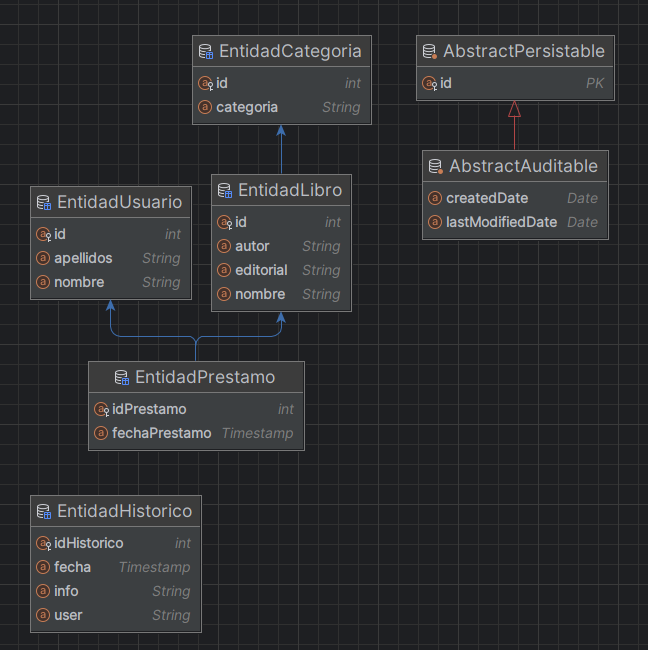 EntidadCategoria
id int
categoria String
AbstractPersistable
id PK
AbstractAuditable
createdDate Date
lastModifiedDate Date
EntidadUsuario
id int
apellidos String
nombre String
EntidadLibro
id int
autor String
editorial String
nombre String
EntidadPrestamo
idPrestamo int
fechaPrestamo Timestamp
EntidadHistorico
idHistorico int
fecha Timestamp
info String
user String